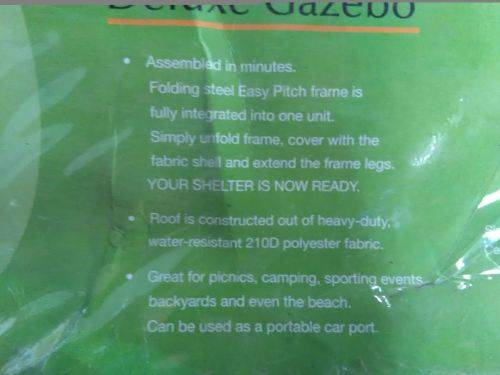 Deluxe Gazebo
• Assembled in minutes.
Folding steel Easy Pitch frame is
fully integrated into one unit.
Simply unfold frame, cover with the
fabric shell and extend the frame legs.
YOUR SHELTER IS NOW READY.
• Roof is constructed out of heavy-duty,
water-resistant 210D polyester fabric.
• Great for picnics, camping, sporting events
backyards and even the beach.
Can be used as a portable car port.